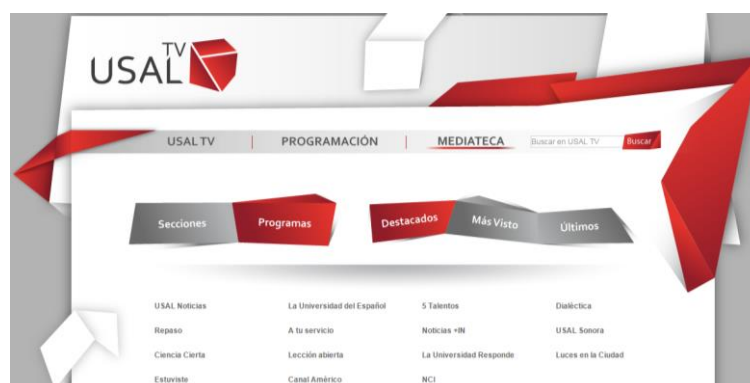 USAL TV
USAL TV PROGRAMACIÓN MEDIATECA Buscar en USAL TV Buscar
Secciones Programas Destacados Más Visto Últimos
USAL Noticias La Universidad del Español 5 Talentos Dialéctica
Repaso A tu servicio Noticias +IN USAL Sonora
Ciencia Cierta Lección abierta La Universidad Responde Luces en la Ciudad
Estuviste Canal Américo NCI